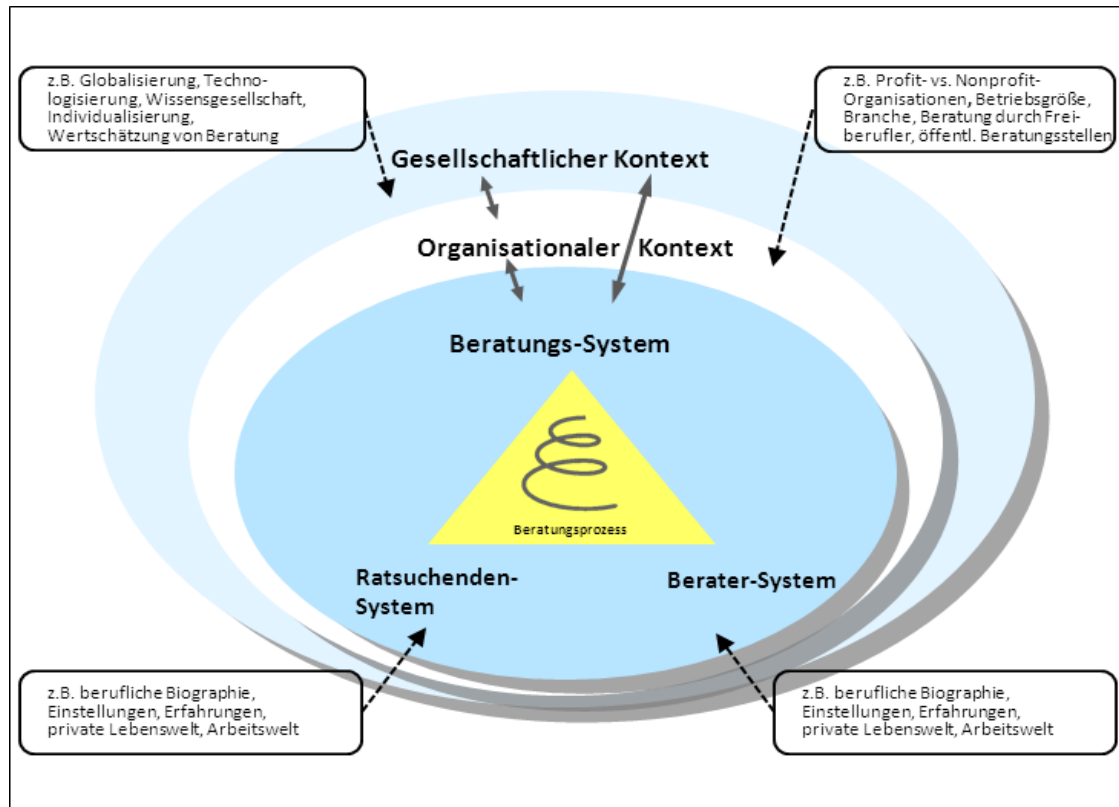 z.B. Globalisierung, Techno-
logisierung, Wissensgesellschaft,
Individualisierung,
Wertschätzung von Beratung
z.B. Profit- vs. Nonprofit-
Organisationen, Betriebsgröße,
Branche, Beratung durch Frei-
berufler, öffentl. Beratungsstellen
Gesellschaftlicher Kontext
Organisationaler Kontext
Beratungs-System
Beratungsprozess
Ratsuchenden-
System
Berater-System
z.B. berufliche Biographie,
Einstellungen, Erfahrungen,
private Lebenswelt, Arbeitswelt
z.B. berufliche Biographie,
Einstellungen, Erfahrungen,
private Lebenswelt, Arbeitswelt